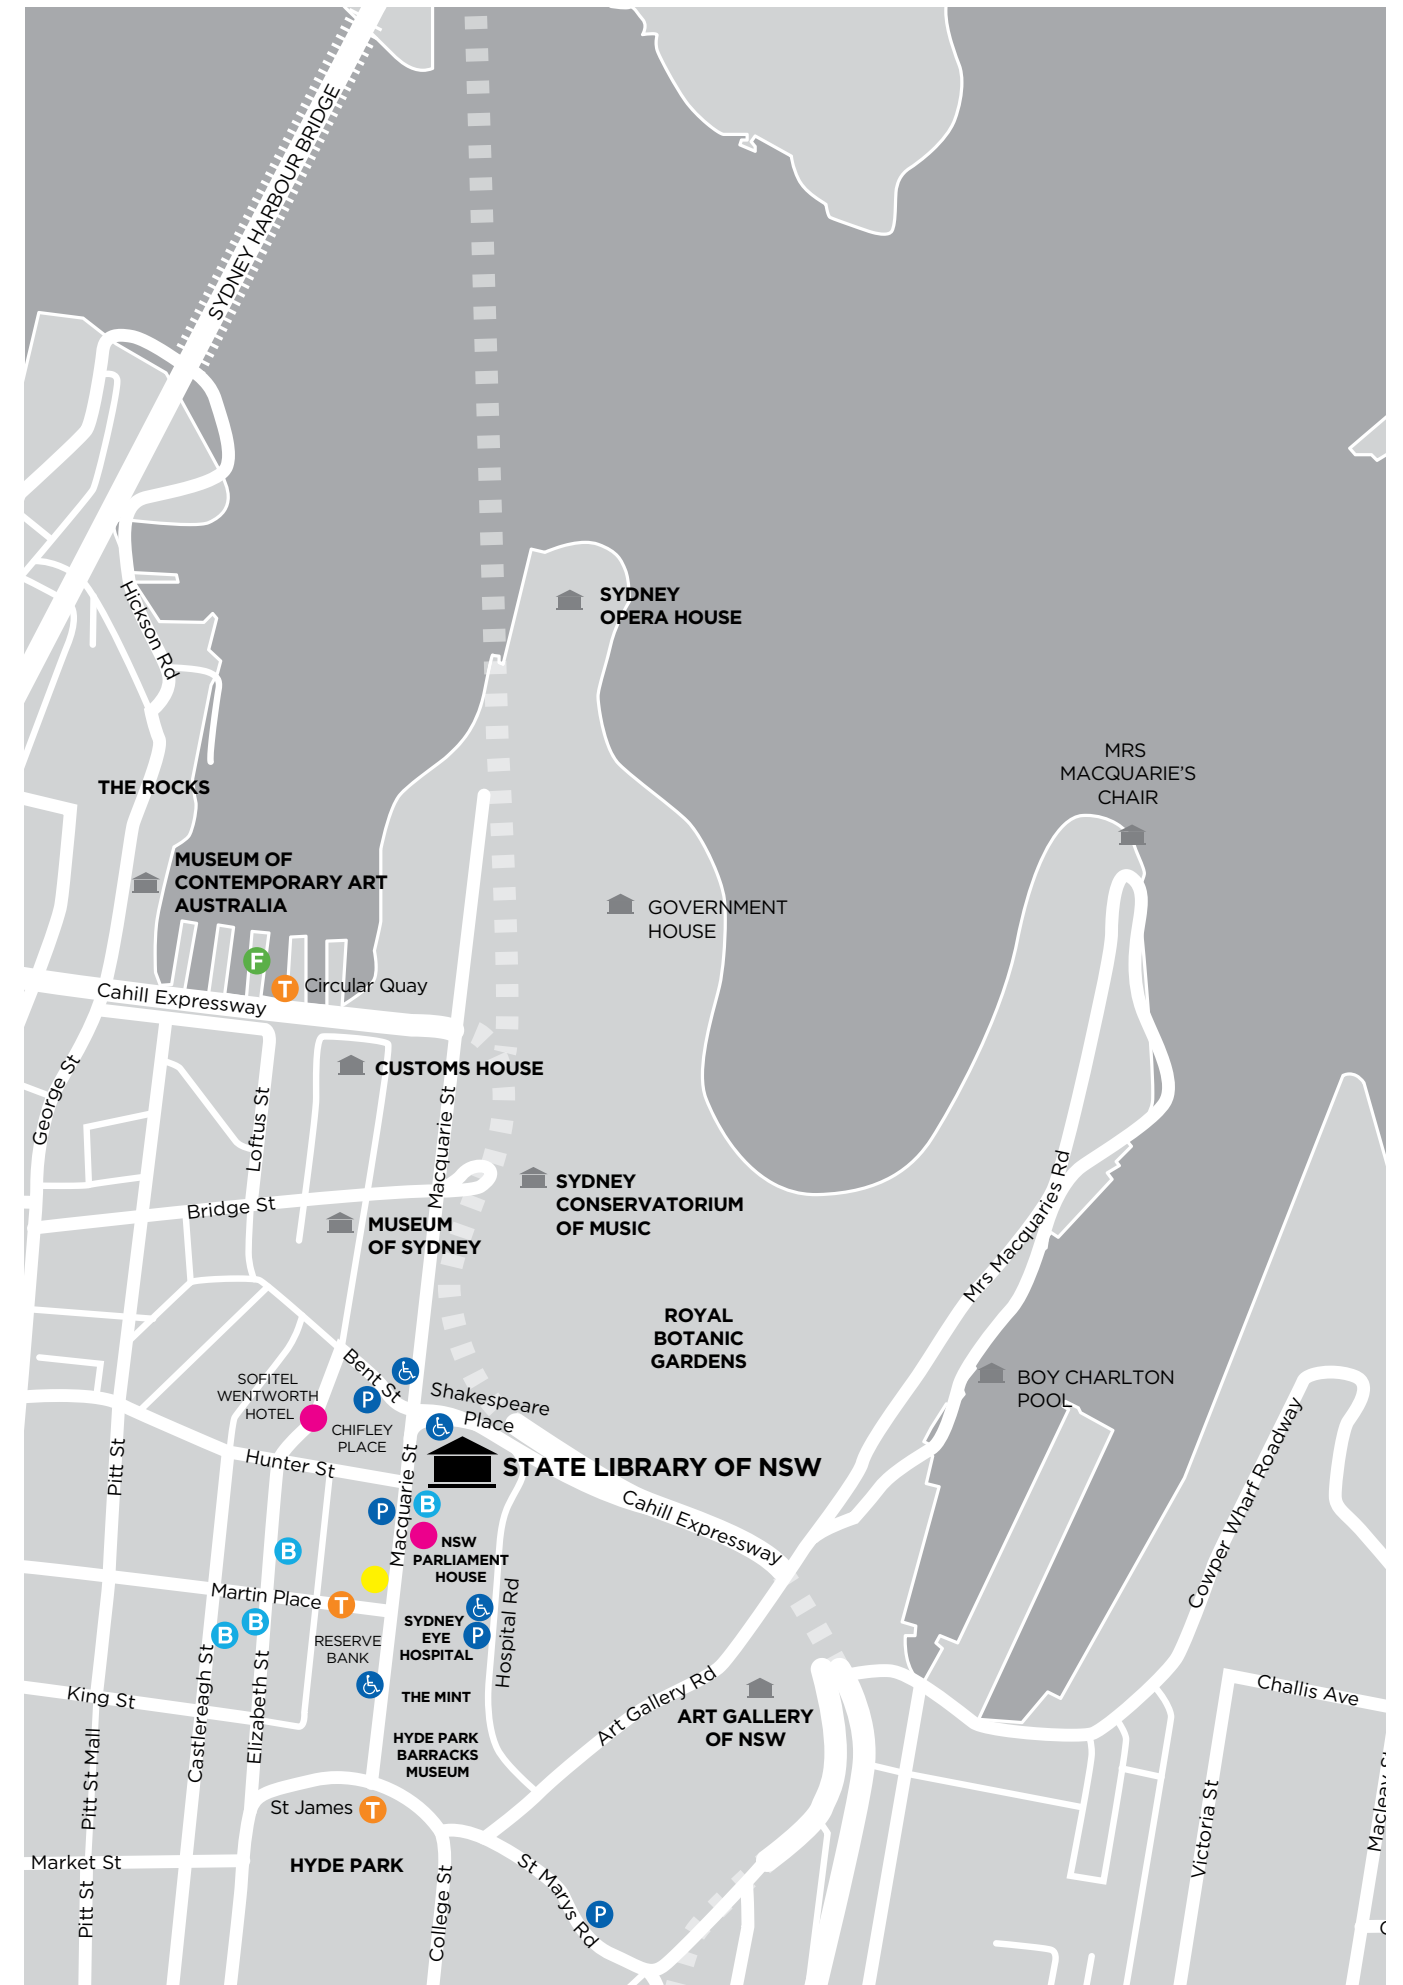 SYDNEY HARBOUR BRIDGE
SYDNEY
OPERA HOUSE
Hickson Rd
MRS
MACQUARIE'S
CHAIR
THE ROCKS
MUSEUM OF
CONTEMPORARY ART
AUSTRALIA
GOVERNMENT
HOUSE
F
T
Circular Quay
Cahill Expressway
CUSTOMS HOUSE
George St
Loftus St
Macquarie St
SYDNEY
CONSERVATORIUM
OF MUSIC
Bridge St
MUSEUM
OF SYDNEY
Mrs Macquaries Rd
ROYAL
BOTANIC
GARDENS
Bent St
P
SOFITEL
WENTWORTH
HOTEL
Shakespeare
Place
BOY CHARLTON
POOL
CHIFLEY
PLACE
Pitt St
Hunter St
Macquarie St
STATE LIBRARY OF NSW
Cahill Expressway
Cowper Wharf Roadway
P
B
NSW
PARLIAMENT
HOUSE
B
Martin Place
T
B
B
SYDNEY
EYE
HOSPITAL
P
Hospital Rd
RESERVE
BANK
King St
Castlereagh St
Elizabeth St
THE MINT
Art Gallery Rd
ART GALLERY
OF NSW
Challis Ave
HYDE PARK
BARRACKS
MUSEUM
Pitt St Mall
St James
T
Victoria St
Macleay St
Market St
HYDE PARK
Pitt St
College St
St Marys Rd
P